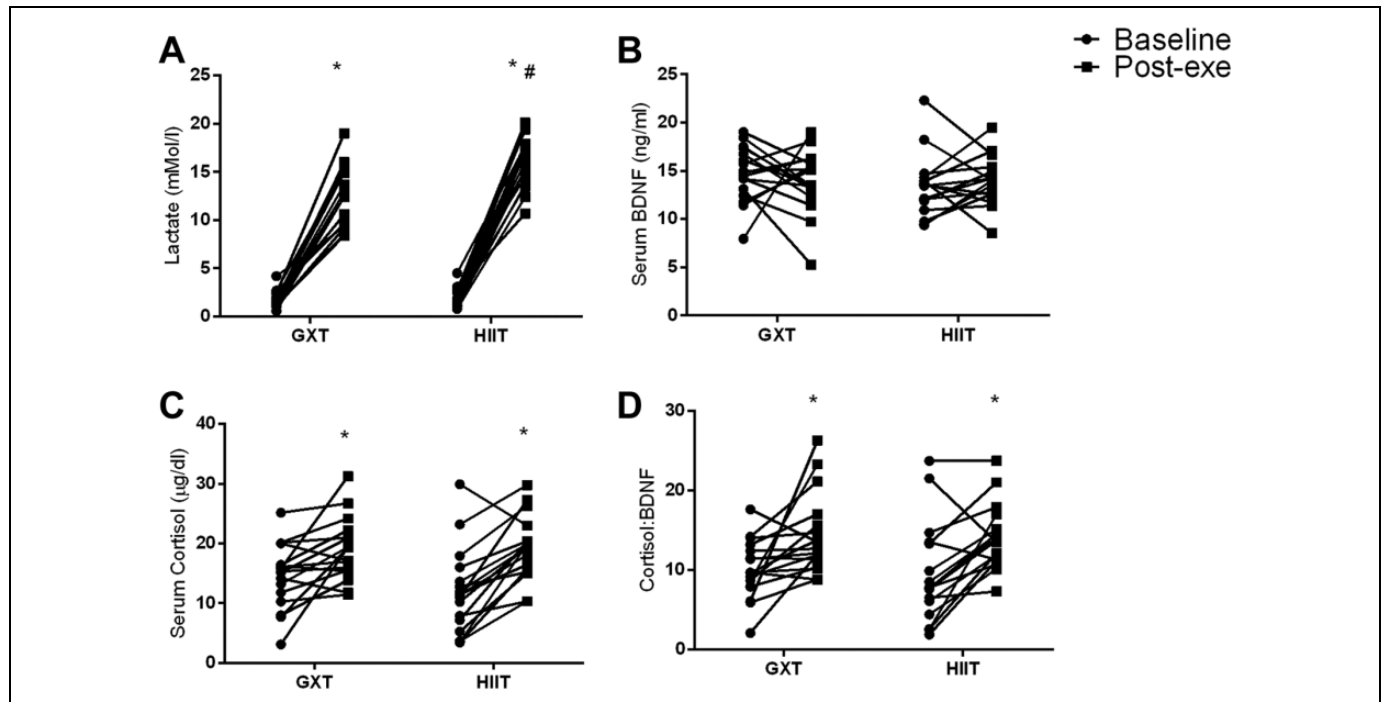 Baseline
Post-exe
A
* * #
25
20
15
10
5
0
Lactate (mMol/l)
GXT HIIT
B
25
20
15
10
5
0
Serum BDNF (ng/ml)
GXT HIIT
C
* *
40
30
20
10
0
Serum Cortisol (µg/dl)
GXT HIIT
D
* *
30
20
10
0
Cortisol:BDNF
GXT HIIT